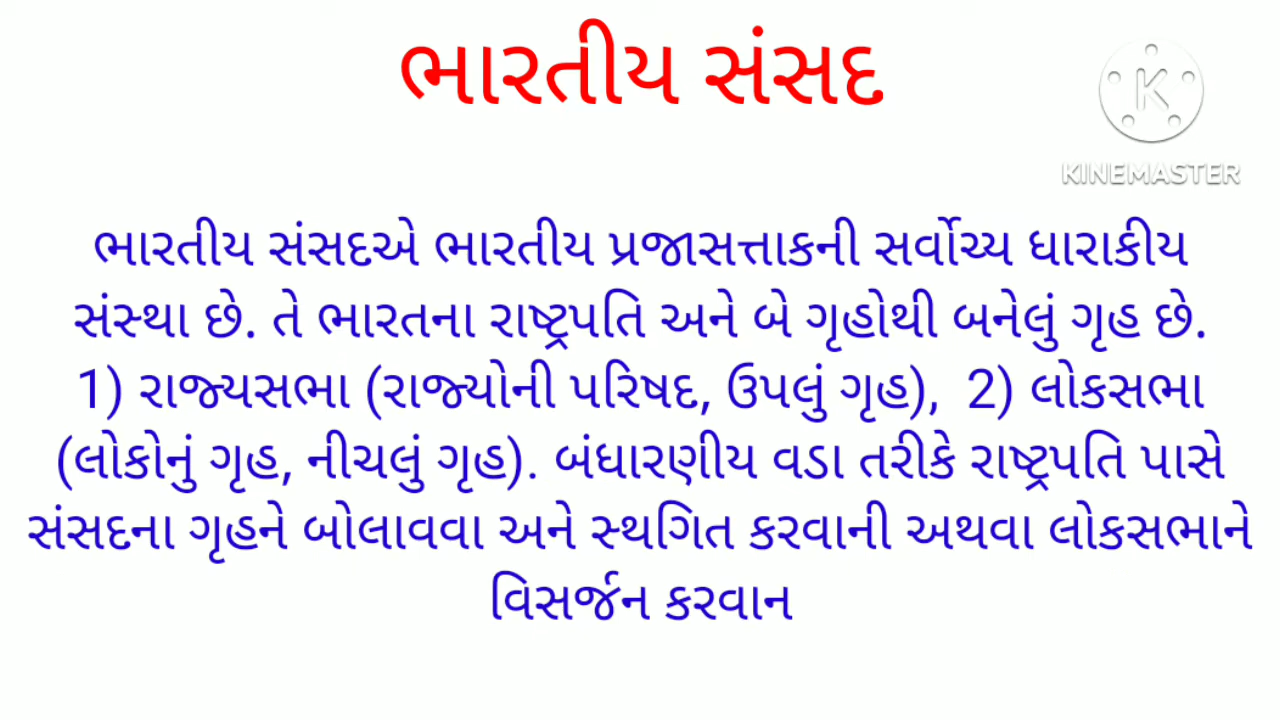 ભારતીય સંસદ
K
KINEMASTER
ભારતીય સંસદએ ભારતીય પ્રજાસત્તાકની સર્વોચ્ય ધારાકીય
સંસ્થા છે. તે ભારતના રાષ્ટ્રપતિ અને બે ગૃહોથી બનેલું ગૃહ છે.
1) રાજ્યસભા (રાજ્યોની પરિષદ, ઉપલું ગૃહ),  2) લોકસભા
(લોકોનું ગૃહ, નીચલું ગૃહ). બંધારણીય વડા તરીકે રાષ્ટ્રપતિ પાસે
સંસદના ગૃહને બોલાવવા અને સ્થગિત કરવાની અથવા લોકસભાને
વિસર્જન કરવાન